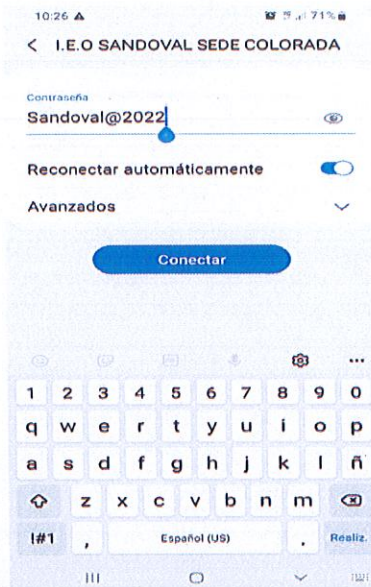 10:26
71%
< I.E.O SANDOVAL SEDE COLORADA
Contraseña
Sandoval@2022
Reconectar automáticamente
Avanzados
Conectar
1 2 3 4 5 6 7 8 9 0
q w e r t y u i o p
a s d f g h j k l ñ
z x c v b n m
!#1 , Español (US) . Realiz.